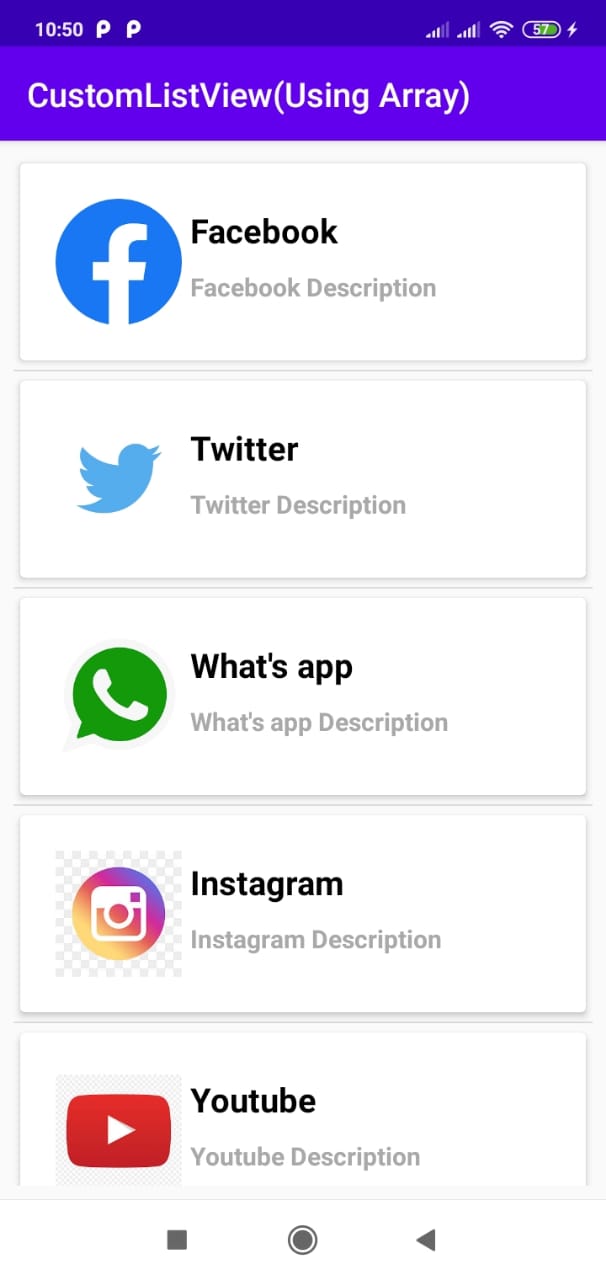 10:50
57
CustomListView(Using Array)
Facebook
Facebook Description
Twitter
Twitter Description
What's app
What's app Description
Instagram
Instagram Description
Youtube
Youtube Description